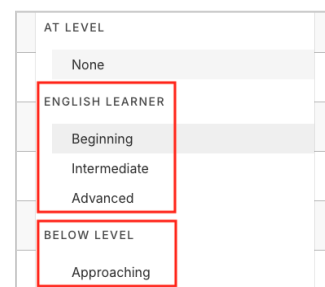 AT LEVEL
None
ENGLISH LEARNER
Beginning
Intermediate
Advanced
BELOW LEVEL
Approaching